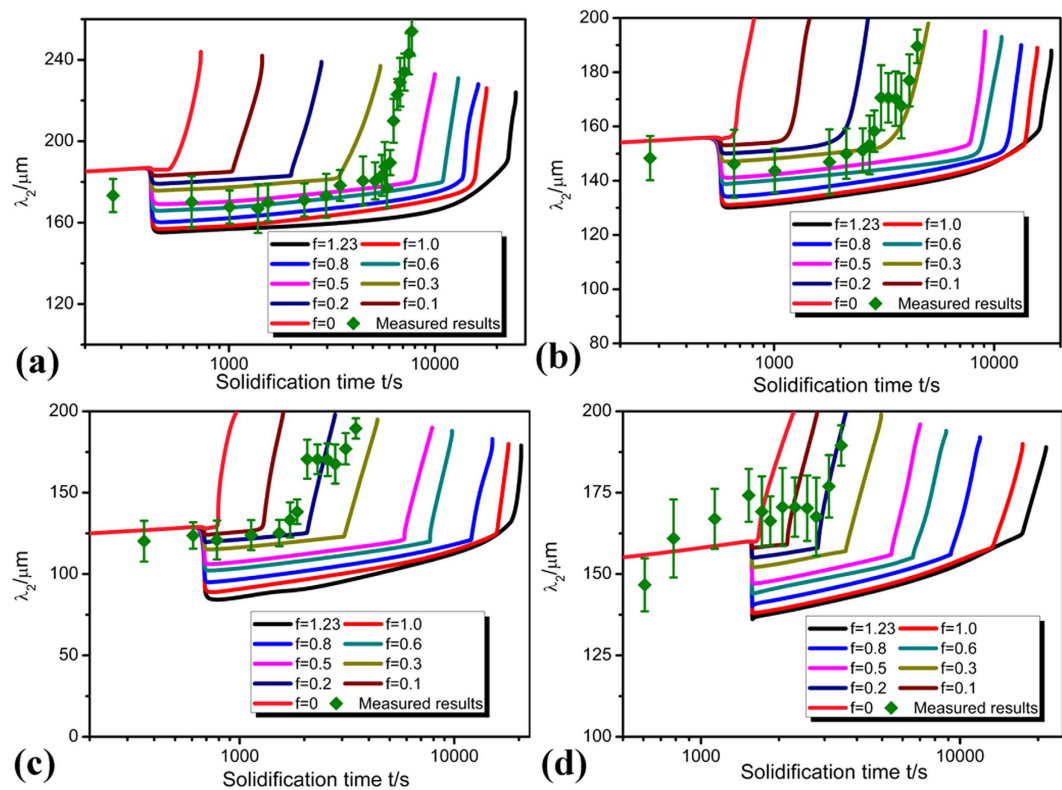 240
200
160
120
λ2/μm
f=1.23 f=1.0
f=0.8 f=0.6
f=0.5 f=0.3
f=0.2 f=0.1
f=0 Measured results
1000 10000
Solidification time t/s
(a)
200
180
160
140
120
100
80
λ2/μm
f=1.23 f=1.0
f=0.8 f=0.6
f=0.5 f=0.3
f=0.2 f=0.1
f=0 Measured results
1000 10000
Solidification time t/s
(b)
200
150
100
50
0
λ2/μm
f=1.23 f=1.0
f=0.8 f=0.6
f=0.5 f=0.3
f=0.2 f=0.1
f=0 Measured results
1000 10000
Solidification time t/s
(c)
200
175
150
125
100
λ2/μm
f=1.23 f=1.0
f=0.8 f=0.6
f=0.5 f=0.3
f=0.2 f=0.1
f=0 Measured results
1000 10000
Solidification time t/s
(d)